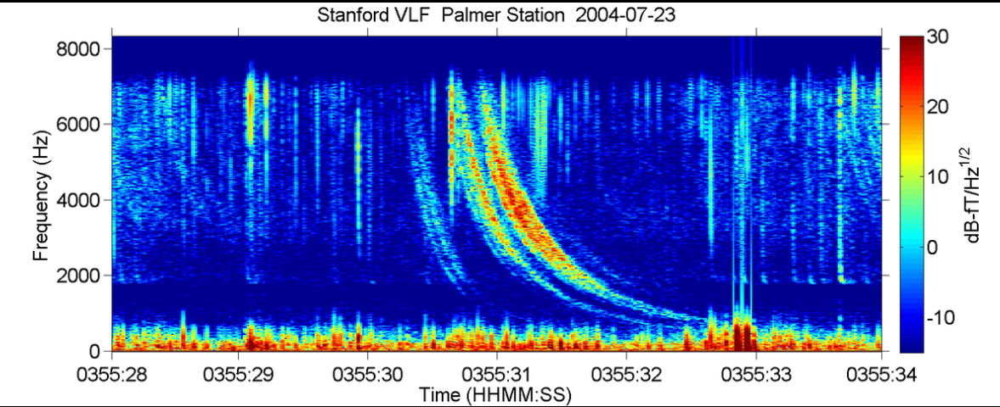 Stanford VLF Palmer Station 2004-07-23
8000
6000
4000
2000
0
Frequency (Hz)
0355:28 0355:29 0355:30 0355:31 0355:32 0355:33 0355:34
Time (HHMM:SS)
30
20
10
0
-10
dB-fT/Hz^1/2